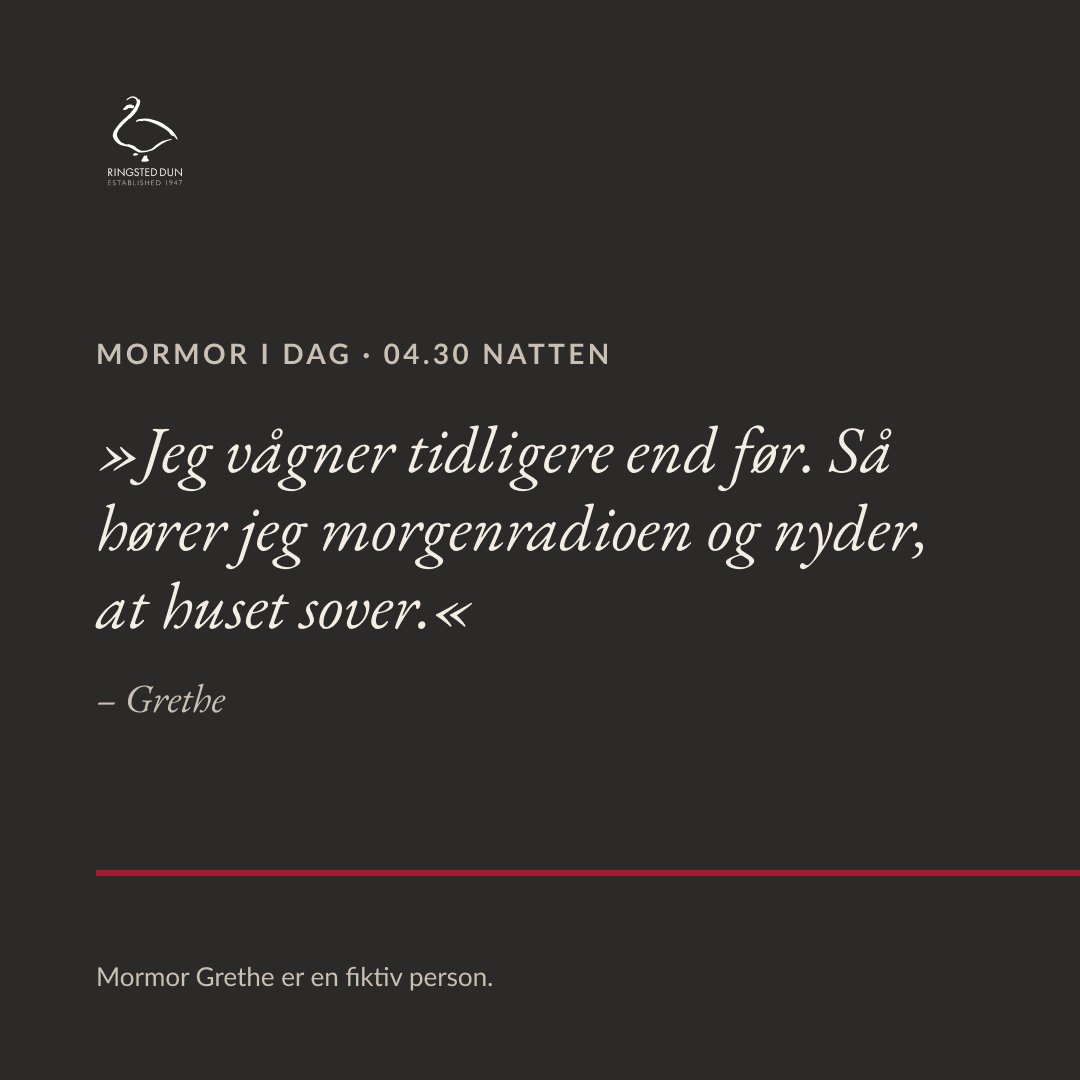 RINGSTED DUN
ESTABLISHED 1947
MORMOR I DAG · 04.30 NATTEN
»Jeg vågner tidligere end før. Så
hører jeg morgenradioen og nyder,
at huset sover.«
– Grethe
Mormor Grethe er en fiktiv person.